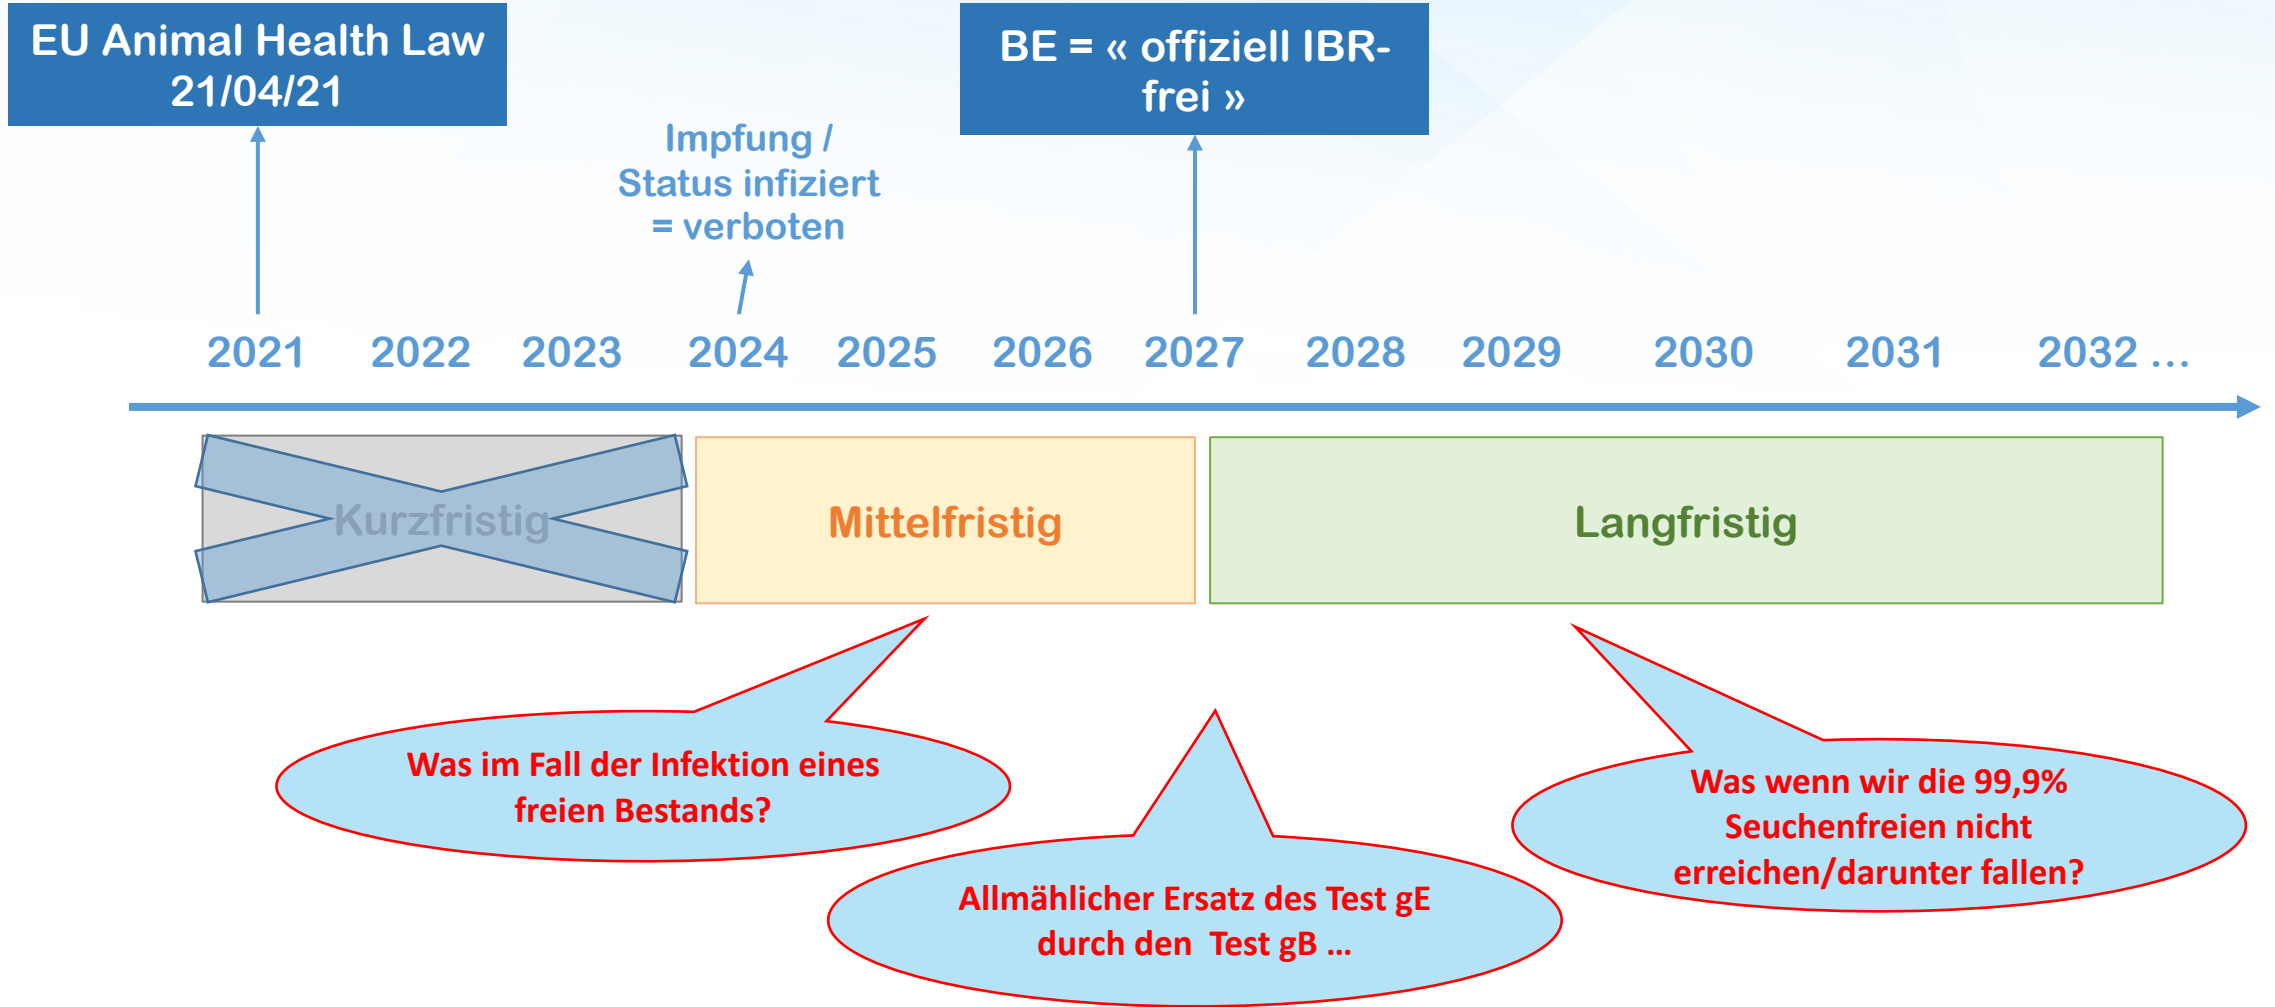 EU Animal Health Law
21/04/21
BE = « offiziell IBR-
frei »
Impfung /
Status infiziert
= verboten
2021 2022 2023 2024 2025 2026 2027 2028 2029 2030 2031 2032 ...
Kurzfristig
Mittelfristig
Langfristig
Was im Fall der Infektion eines
freien Bestands?
Allmählicher Ersatz des Test gE
durch den Test gB ...
Was wenn wir die 99,9%
Seuchenfreien nicht
erreichen/darunter fallen?